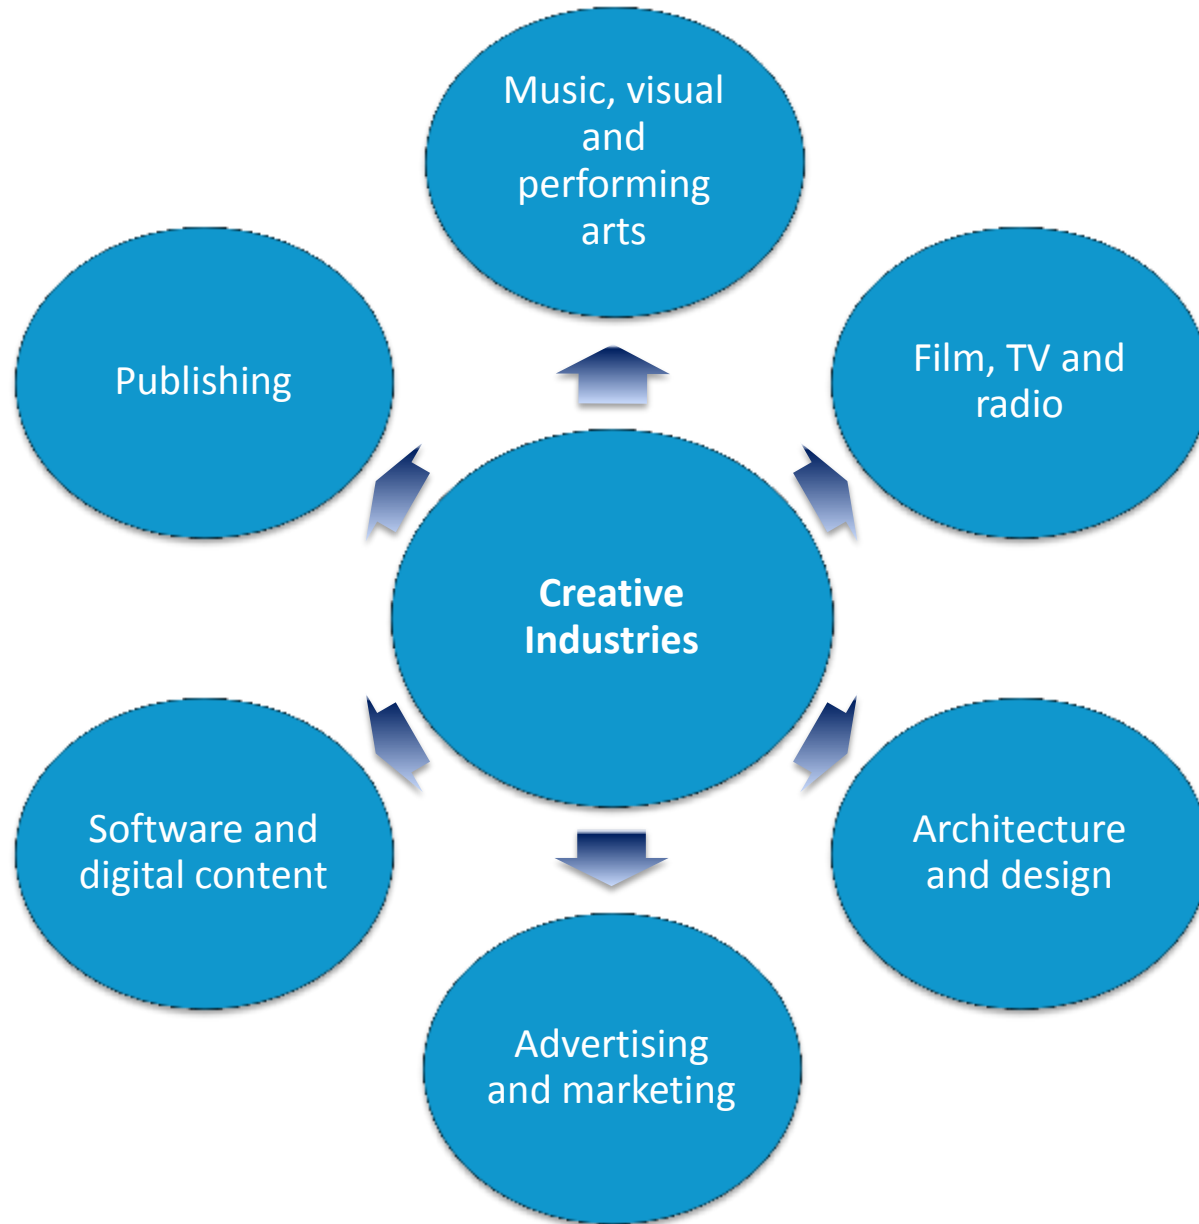 Music, visual
and
performing
arts
Publishing
Film, TV and
radio
Creative
Industries
Software and
digital content
Architecture
and design
Advertising
and marketing